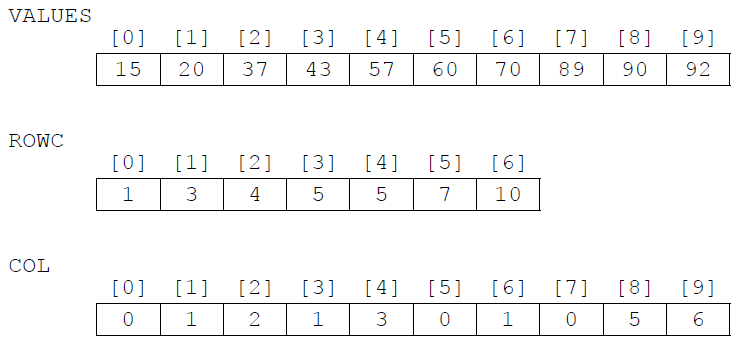 VALUES
[0] [1] [2] [3] [4] [5] [6] [7] [8] [9]
15 20 37 43 57 60 70 89 90 92
ROWC
[0] [1] [2] [3] [4] [5] [6]
1 3 4 5 5 7 10
COL
[0] [1] [2] [3] [4] [5] [6] [7] [8] [9]
0 1 2 1 3 0 1 0 5 6